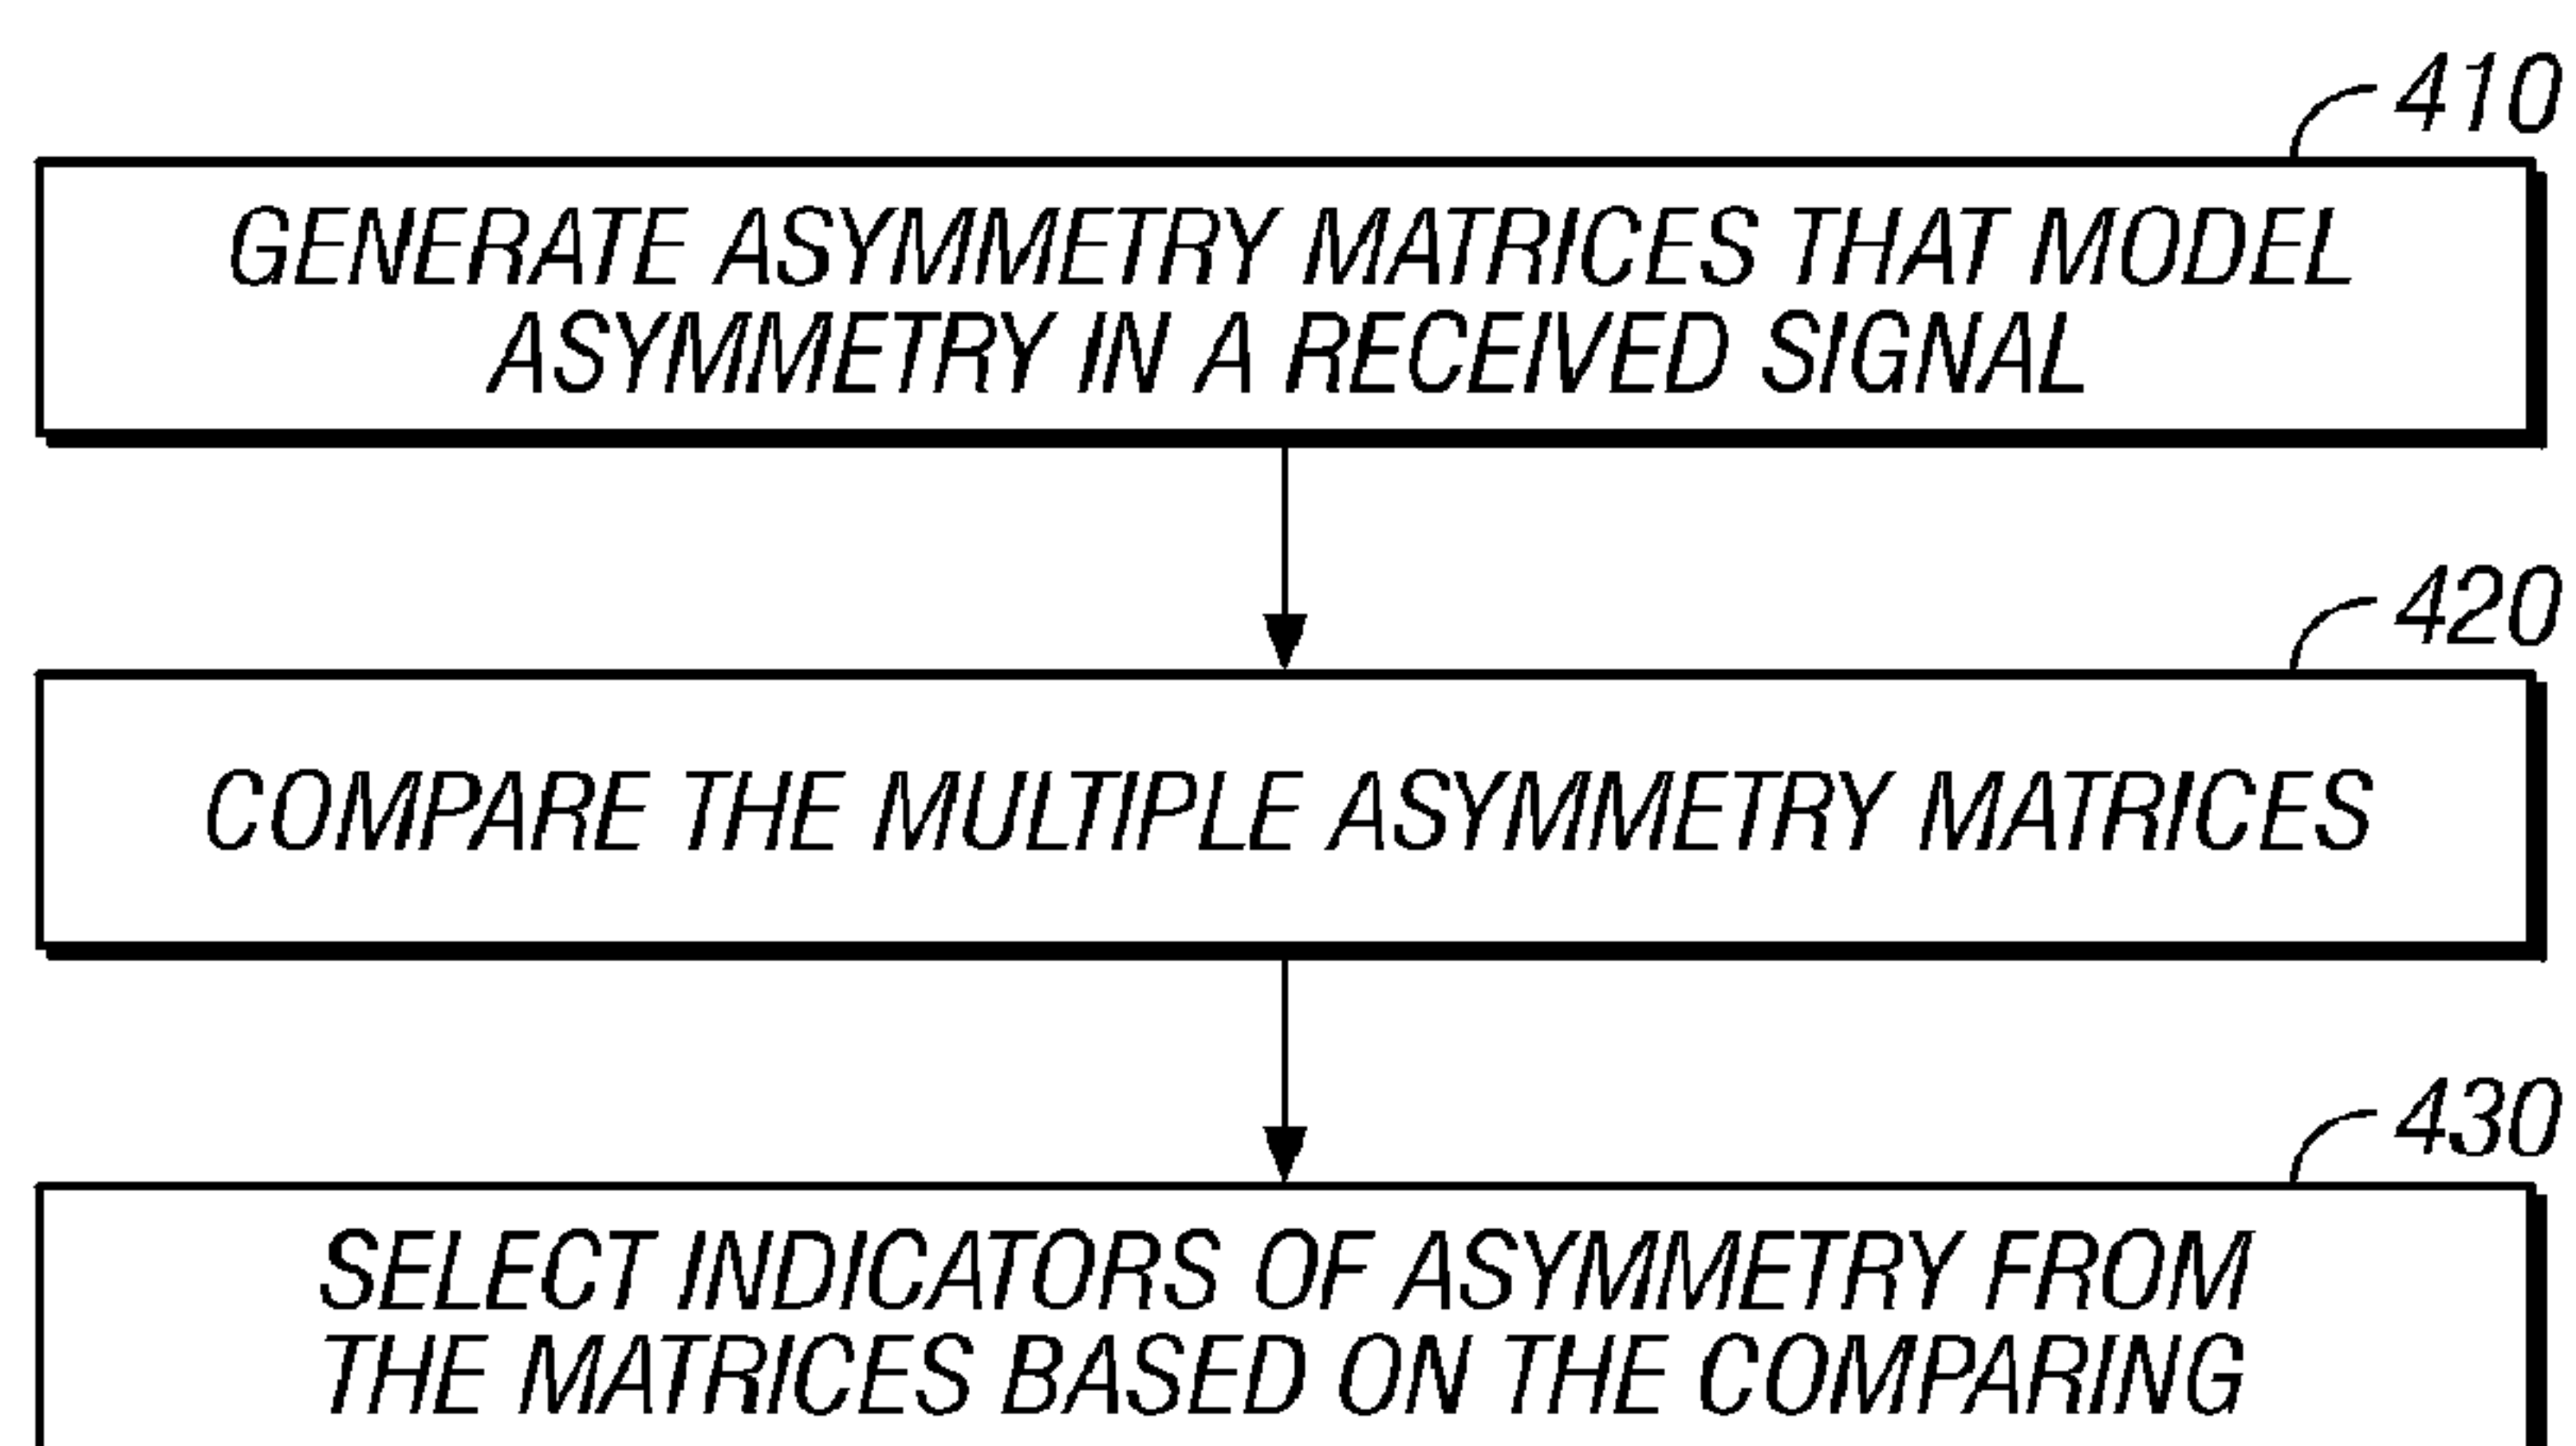 410
GENERATE ASYMMETRY MATRICES THAT MODEL
ASYMMETRY IN A RECEIVED SIGNAL
420
COMPARE THE MULTIPLE ASYMMETRY MATRICES
430
SELECT INDICATORS OF ASYMMETRY FROM
THE MATRICES BASED ON THE COMPARING